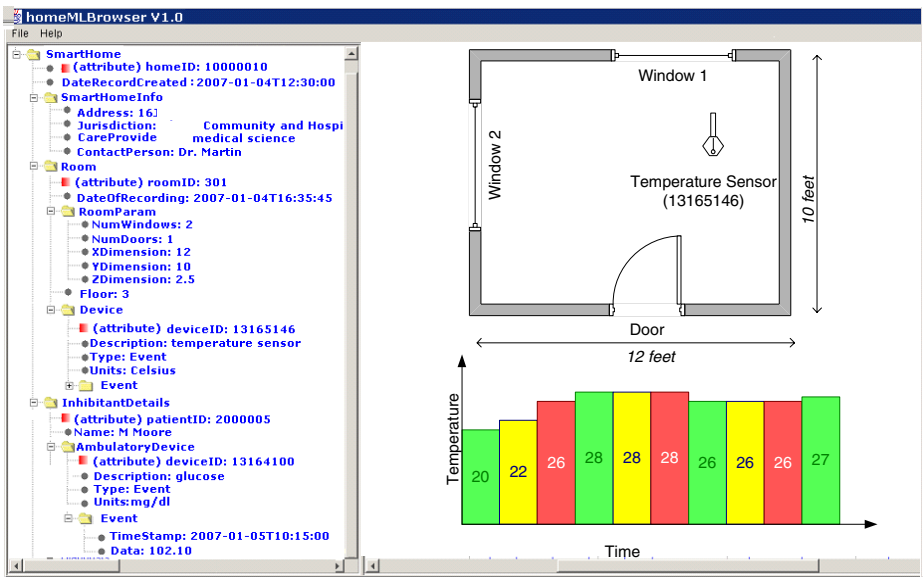 homeMLBrowser V1.0
File Help
SmartHome
(attribute) homeID: 10000010
DateRecordCreated:2007-01-04T12:30:00
SmartHomeInfo
Address: 16
Jurisdiction: Community and Hospi
CareProvide medical science
ContactPerson: Dr. Martin
Room
(attribute) roomID: 301
DateOfRecording: 2007-01-04T16:35:45
RoomParam
NumWindows: 2
NumDoors: 1
XDimension: 12
YDimension: 10
ZDimension: 2.5
Floor: 3
Device
(attribute) deviceID: 13165146
Description: temperature sensor
Type: Event
Units: Celsius
Event
InhibitantDetails
(attribute) patientID: 2000005
Name: M Moore
AmbulatoryDevice
(attribute) deviceID: 13164100
Description: glucose
Type: Event
Units:mg/dl
Event
TimeStamp: 2007-01-05T10:15:00
Data: 102.10
Window 1
Window 2
Temperature Sensor
(13165146)
10 feet
Door
12 feet
Temperature
20 22 26 28 28 28 26 26 26 27
Time